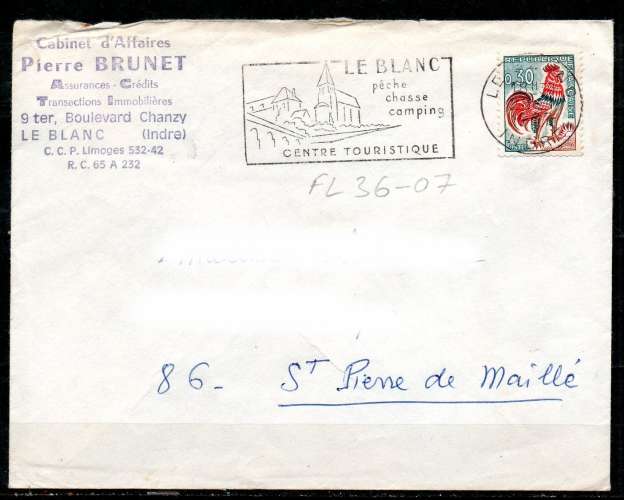 Cabinet d'Affaires
Pierre BRUNET
Assurances-Crédits
Transactions Immobilières
9 ter, Boulevard Chanzy
LE BLANC (Indre)
C. C. P. Limoges 532-42
R. C. 65 A 232
LE BLANC
pêche
chasse
camping
CENTRE TOURISTIQUE
0,30
FL 36-07
86- St Pierre de Maillé